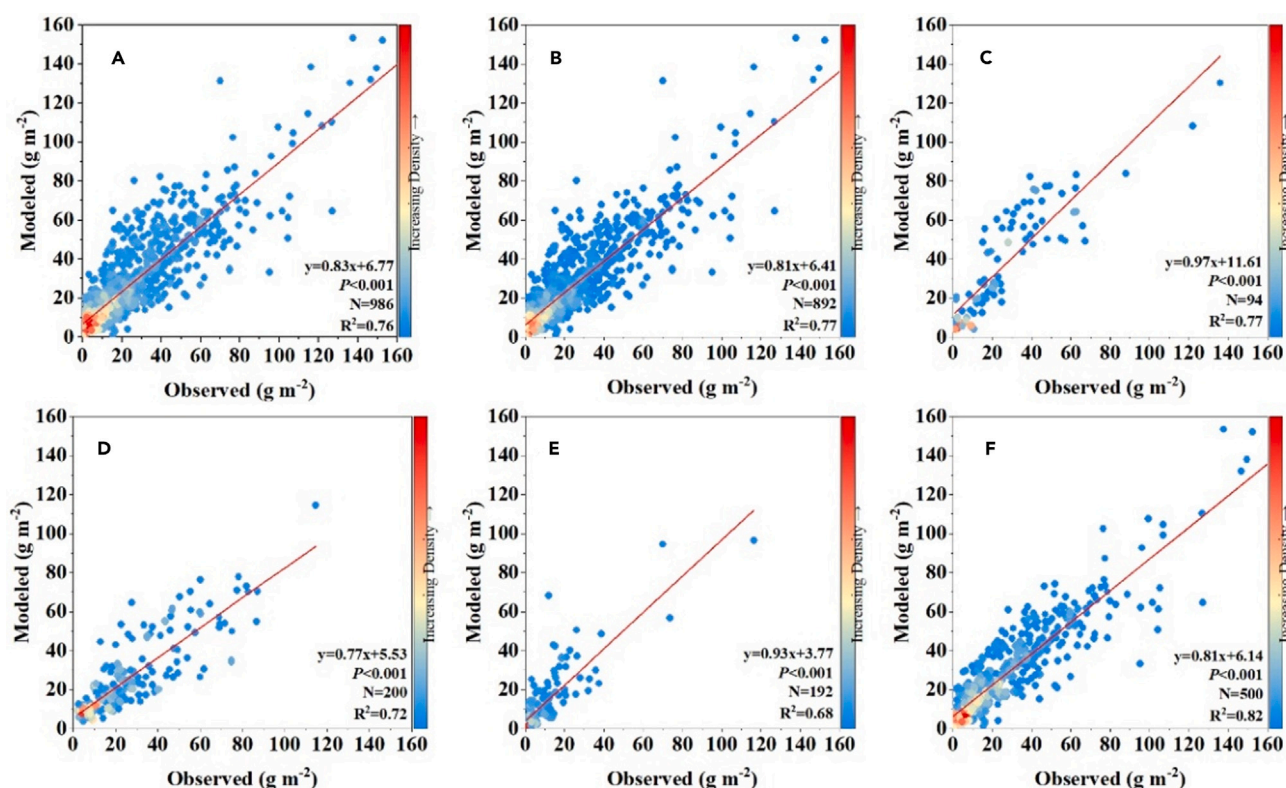 A
160
140
120
100
80
60
40
20
0
Modeled (g m⁻²)
0 20 40 60 80 100 120 140 160
Observed (g m⁻²)
Increasing Density →
y=0.83x+6.77
P<0.001
N=986
R²=0.76
B
160
140
120
100
80
60
40
20
0
Modeled (g m⁻²)
0 20 40 60 80 100 120 140 160
Observed (g m⁻²)
Increasing Density →
y=0.81x+6.41
P<0.001
N=892
R²=0.77
C
160
140
120
100
80
60
40
20
0
Modeled (g m⁻²)
0 20 40 60 80 100 120 140 160
Observed (g m⁻²)
Increasing Density →
y=0.97x+11.61
P<0.001
N=94
R²=0.77
D
160
140
120
100
80
60
40
20
0
Modeled (g m⁻²)
0 20 40 60 80 100 120 140 160
Observed (g m⁻²)
Increasing Density →
y=0.77x+5.53
P<0.001
N=200
R²=0.72
E
160
140
120
100
80
60
40
20
0
Modeled (g m⁻²)
0 20 40 60 80 100 120 140 160
Observed (g m⁻²)
Increasing Density →
y=0.93x+3.77
P<0.001
N=192
R²=0.68
F
160
140
120
100
80
60
40
20
0
Modeled (g m⁻²)
0 20 40 60 80 100 120 140 160
Observed (g m⁻²)
Increasing Density →
y=0.81x+6.14
P<0.001
N=500
R²=0.82